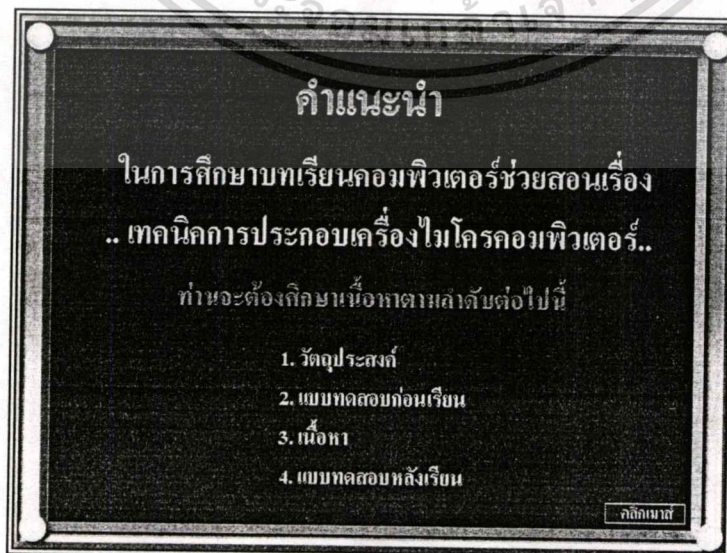 คำแนะนำ
ในการศึกษาบทเรียนคอมพิวเตอร์ช่วยสอนเรื่อง
.. เทคนิคการประกอบเครื่องไมโครคอมพิวเตอร์..
ท่านจะต้องศึกษาเนื้อหาตามลำดับต่อไปนี้
1. วัตถุประสงค์
2. แบบทดสอบก่อนเรียน
3. เนื้อหา
4. แบบทดสอบหลังเรียน
คลิกเมาส์